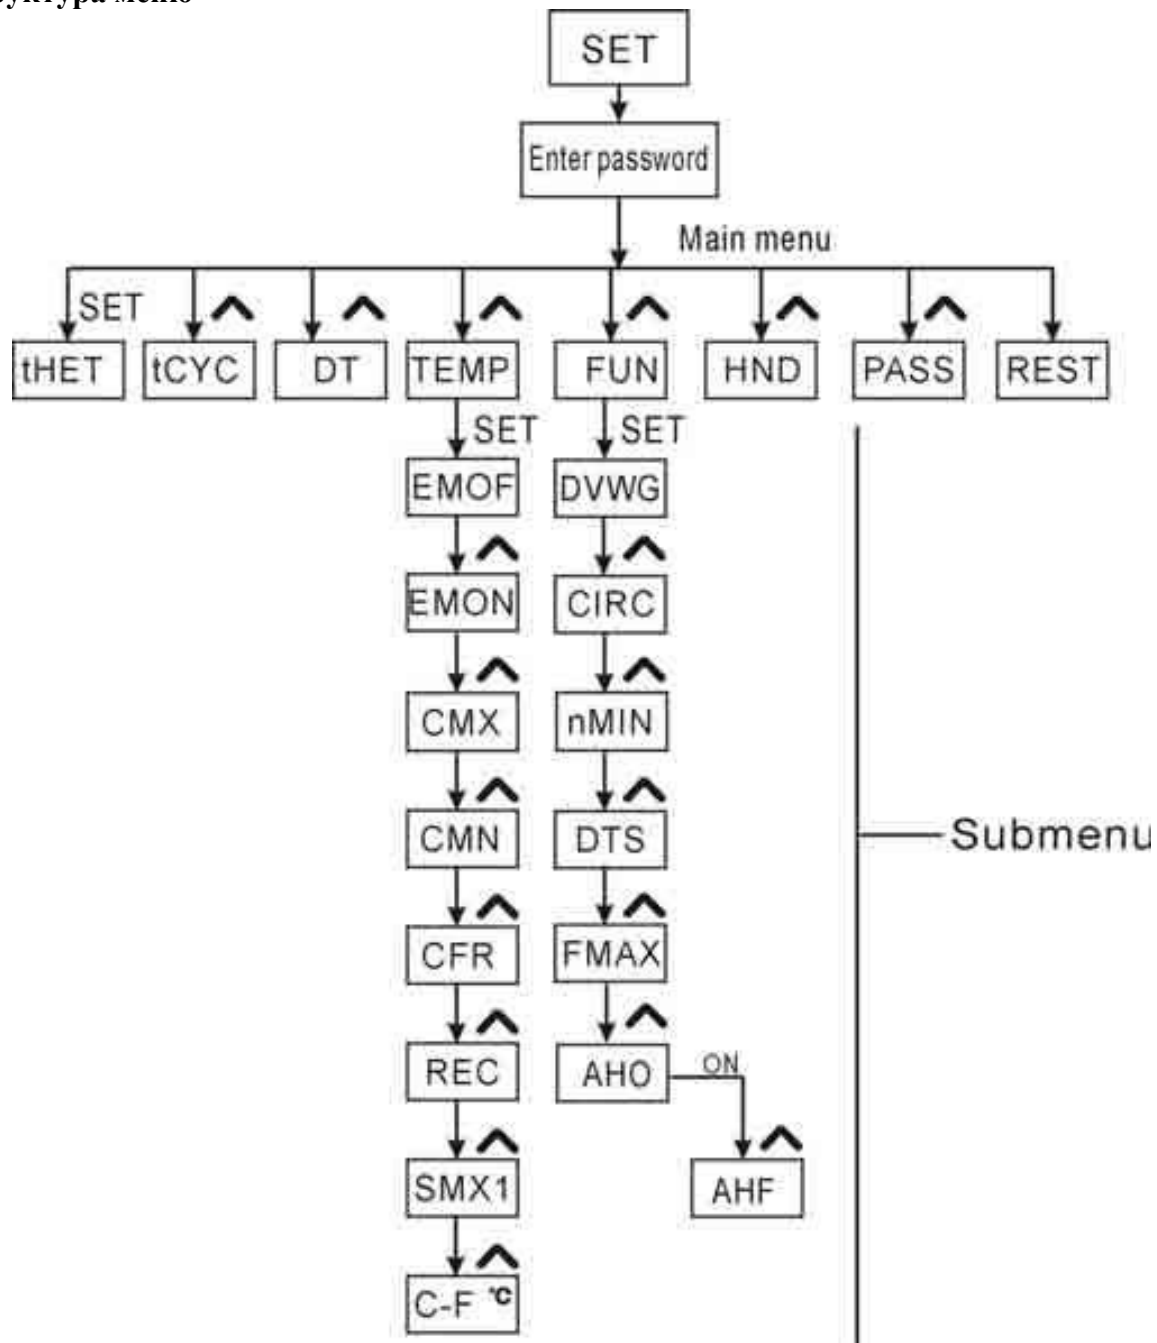 SET
Enter password
Main menu
SET
tHET tCYC DT TEMP FUN HND PASS REST
SET SET
EMOF DVWG
EMON CIRC
CMX nMIN
CMN DTS
Submenu
CFR FMAX
REC AHO ON
SMX1 AHF
C-F °C